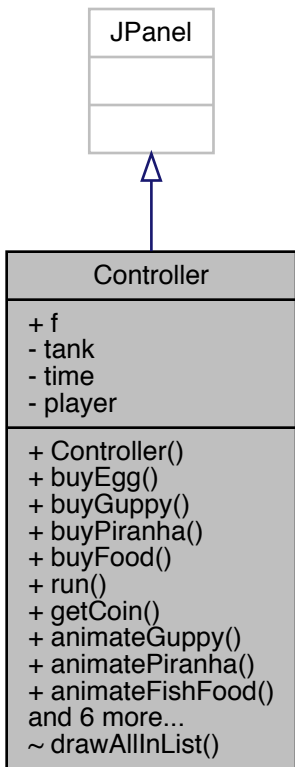 JPanel
Controller
+ f
- tank
- time
- player
+ Controller()
+ buyEgg()
+ buyGuppy()
+ buyPiranha()
+ buyFood()
+ run()
+ getCoin()
+ animateGuppy()
+ animatePiranha()
+ animateFishFood()
and 6 more...
~ drawAllInList()